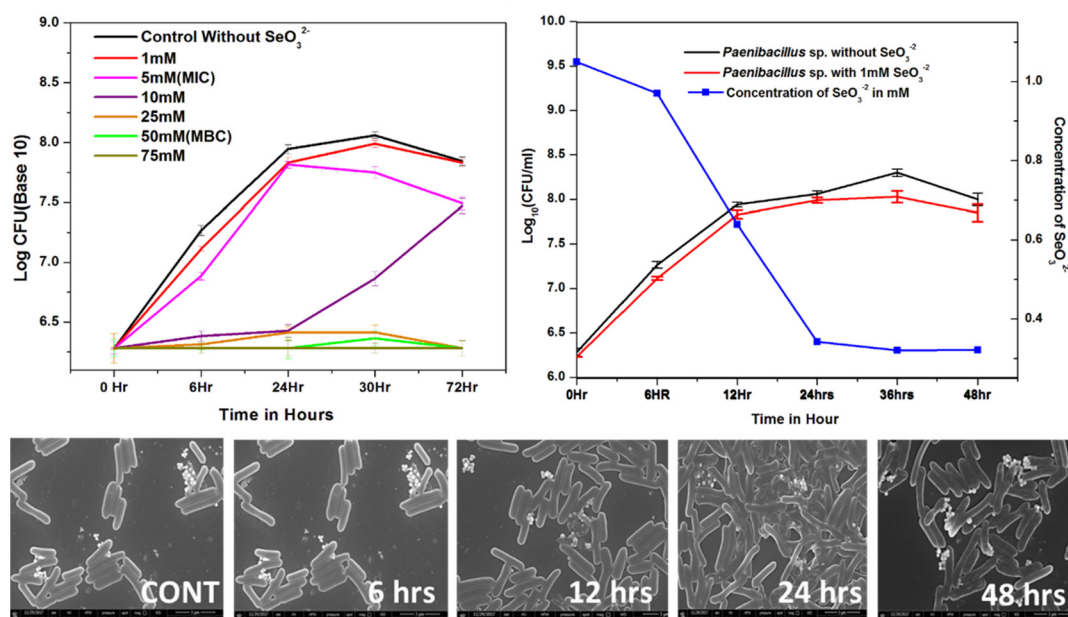 9.0
8.5
8.0
7.5
7.0
6.5
Log CFU(Base 10)
Control Without SeO₃²⁻
1mM
5mM(MIC)
10mM
25mM
50mM(MBC)
75mM
0 Hr 6Hr 24Hr 30Hr 72Hr
Time in Hours
10.0
9.5
9.0
8.5
8.0
7.5
7.0
6.5
6.0
Log₁₀(CFU/ml)
Paenibacillus sp. without SeO₃⁻²
Paenibacillus sp. with 1mM SeO₃⁻²
Concentration of SeO₃⁻² in mM
1.0
0.8
0.6
0.4
Concentration of SeO₃²⁻
0Hr 6HR 12Hr 24hrs 36hrs 48hr
Time in Hour
CONT
6 hrs
12 hrs
24 hrs
48 hrs